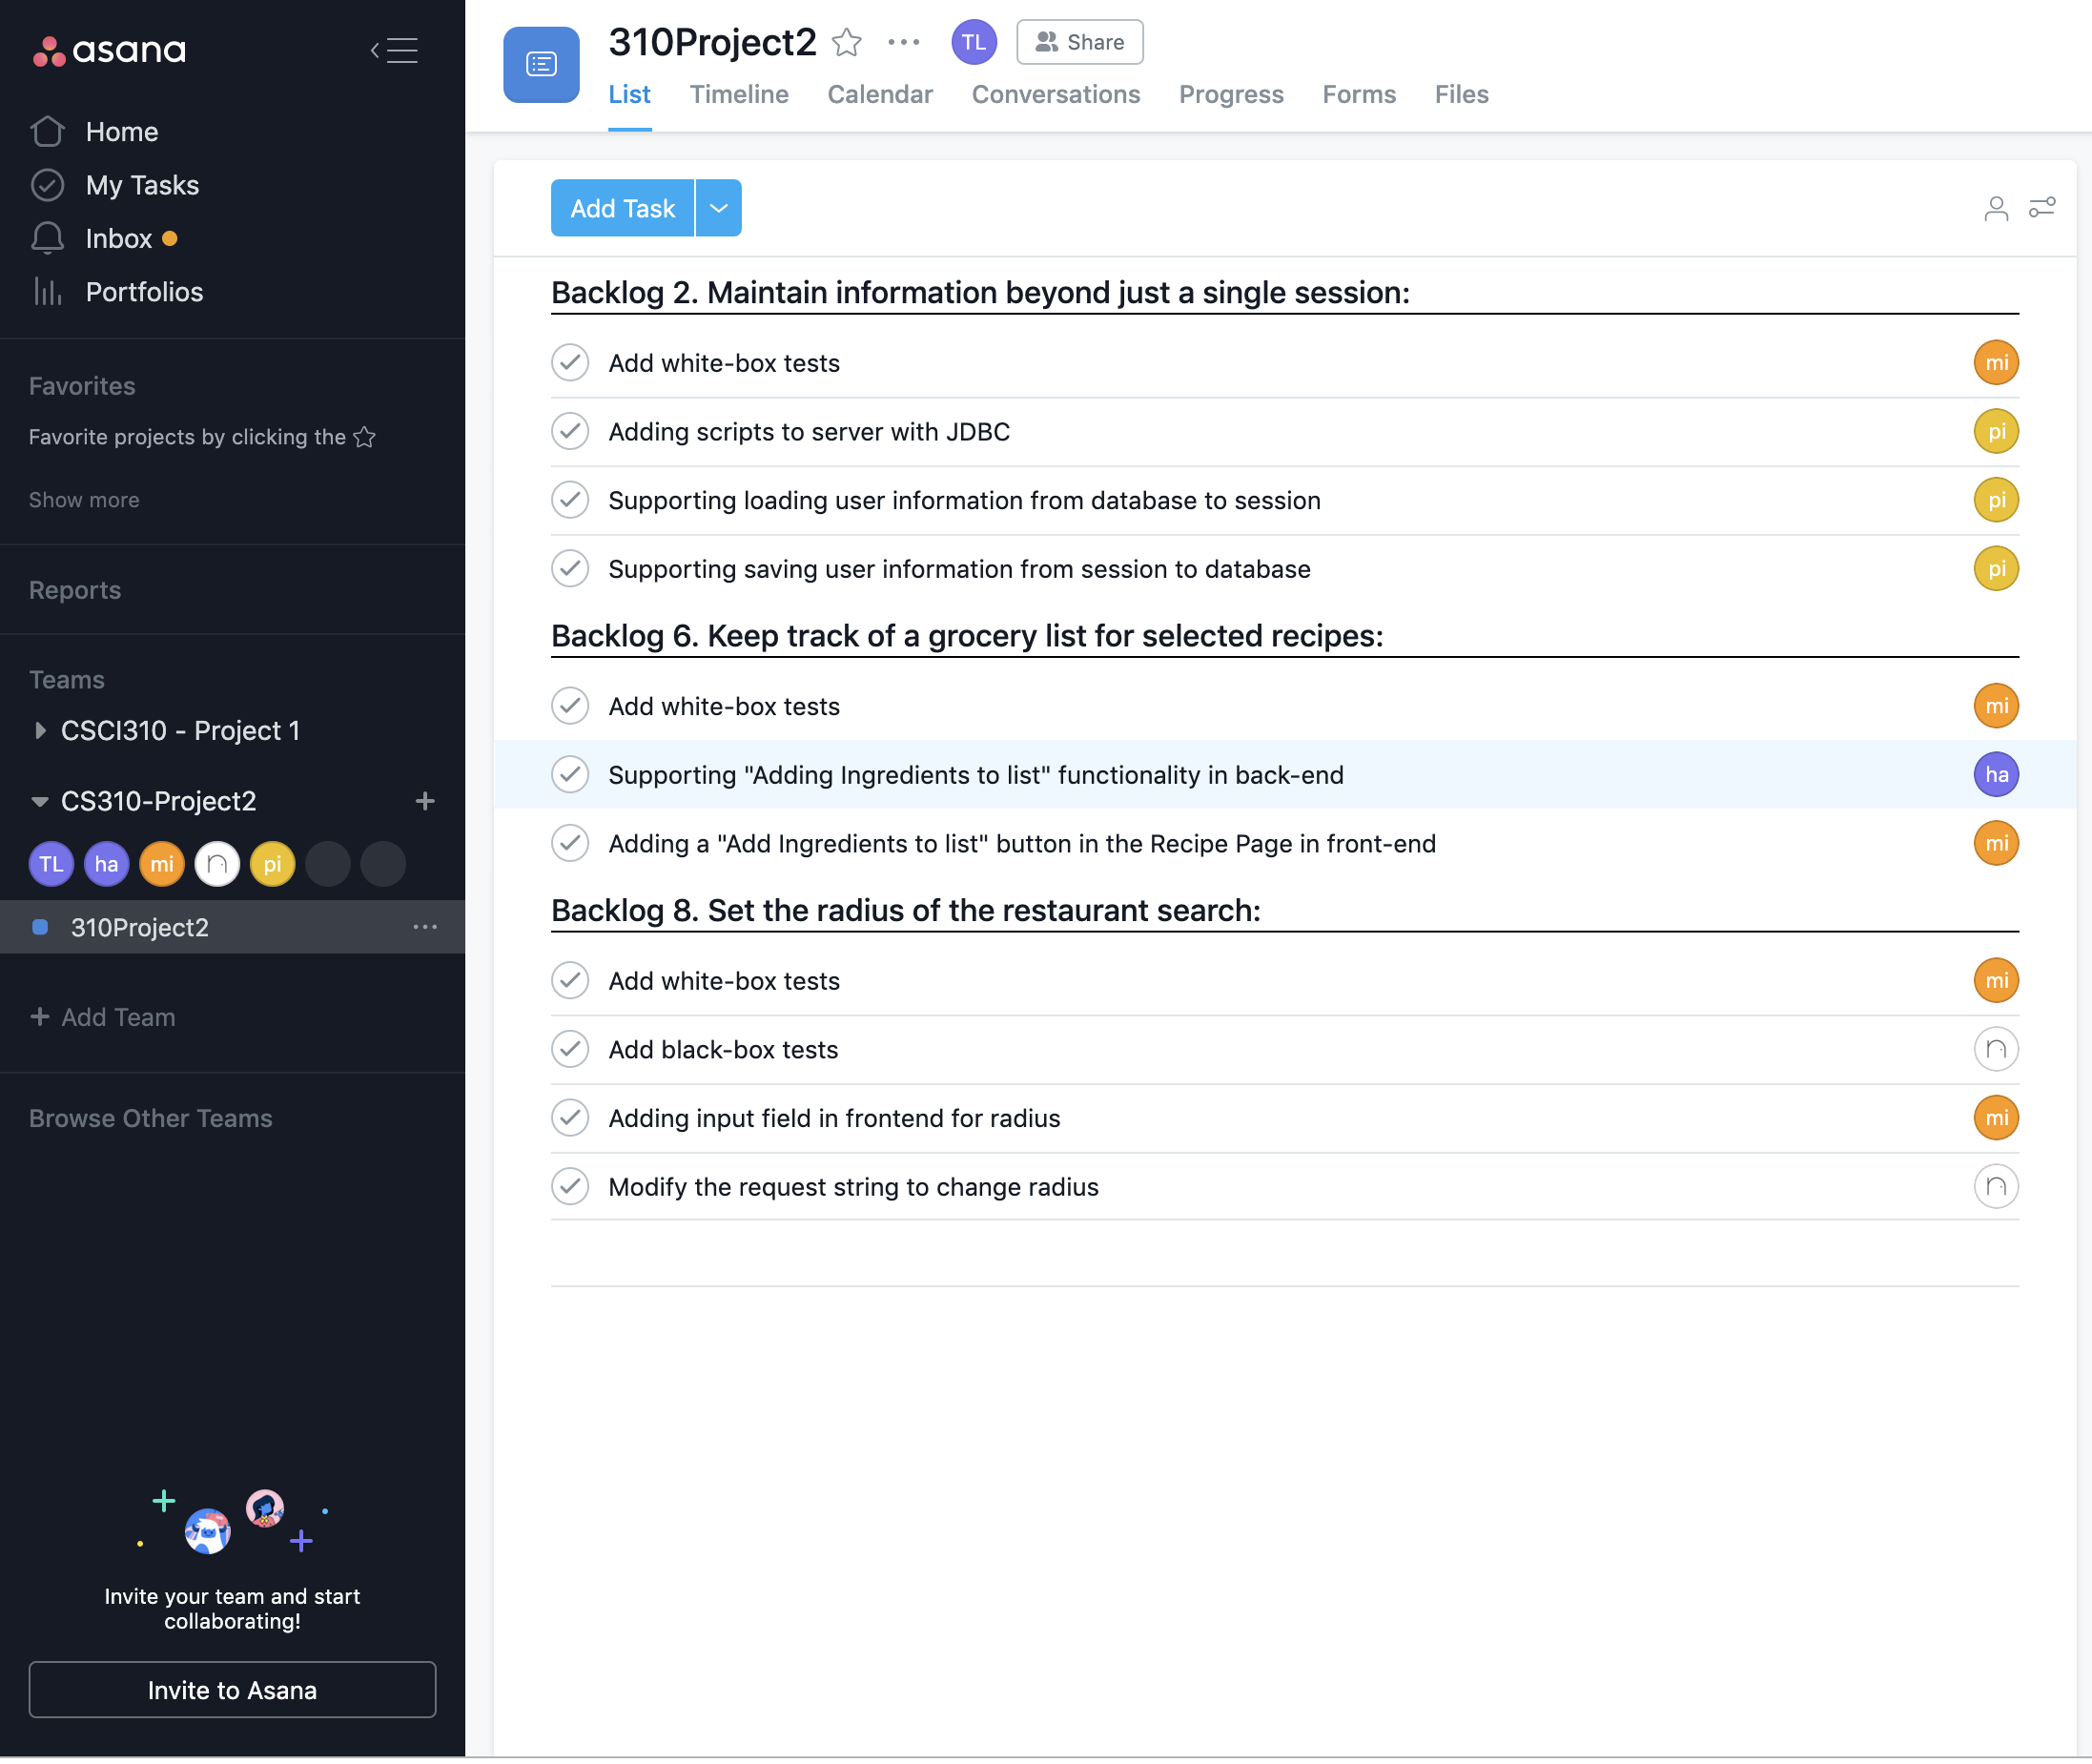 asana
Home
My Tasks
Inbox
Portfolios
Favorites
Favorite projects by clicking the
Show more
Reports
Teams
CSCI310 - Project 1
CS310-Project2
TL ha mi n pi
310Project2
Add Team
Browse Other Teams
Invite your team and start
collaborating!
Invite to Asana
310Project2
TL
Share
List Timeline Calendar Conversations Progress Forms Files
Add Task
Backlog 2. Maintain information beyond just a single session:
Add white-box tests mi
Adding scripts to server with JDBC pi
Supporting loading user information from database to session pi
Supporting saving user information from session to database pi
Backlog 6. Keep track of a grocery list for selected recipes:
Add white-box tests mi
Supporting "Adding Ingredients to list" functionality in back-end ha
Adding a "Add Ingredients to list" button in the Recipe Page in front-end mi
Backlog 8. Set the radius of the restaurant search:
Add white-box tests mi
Add black-box tests n
Adding input field in frontend for radius mi
Modify the request string to change radius n